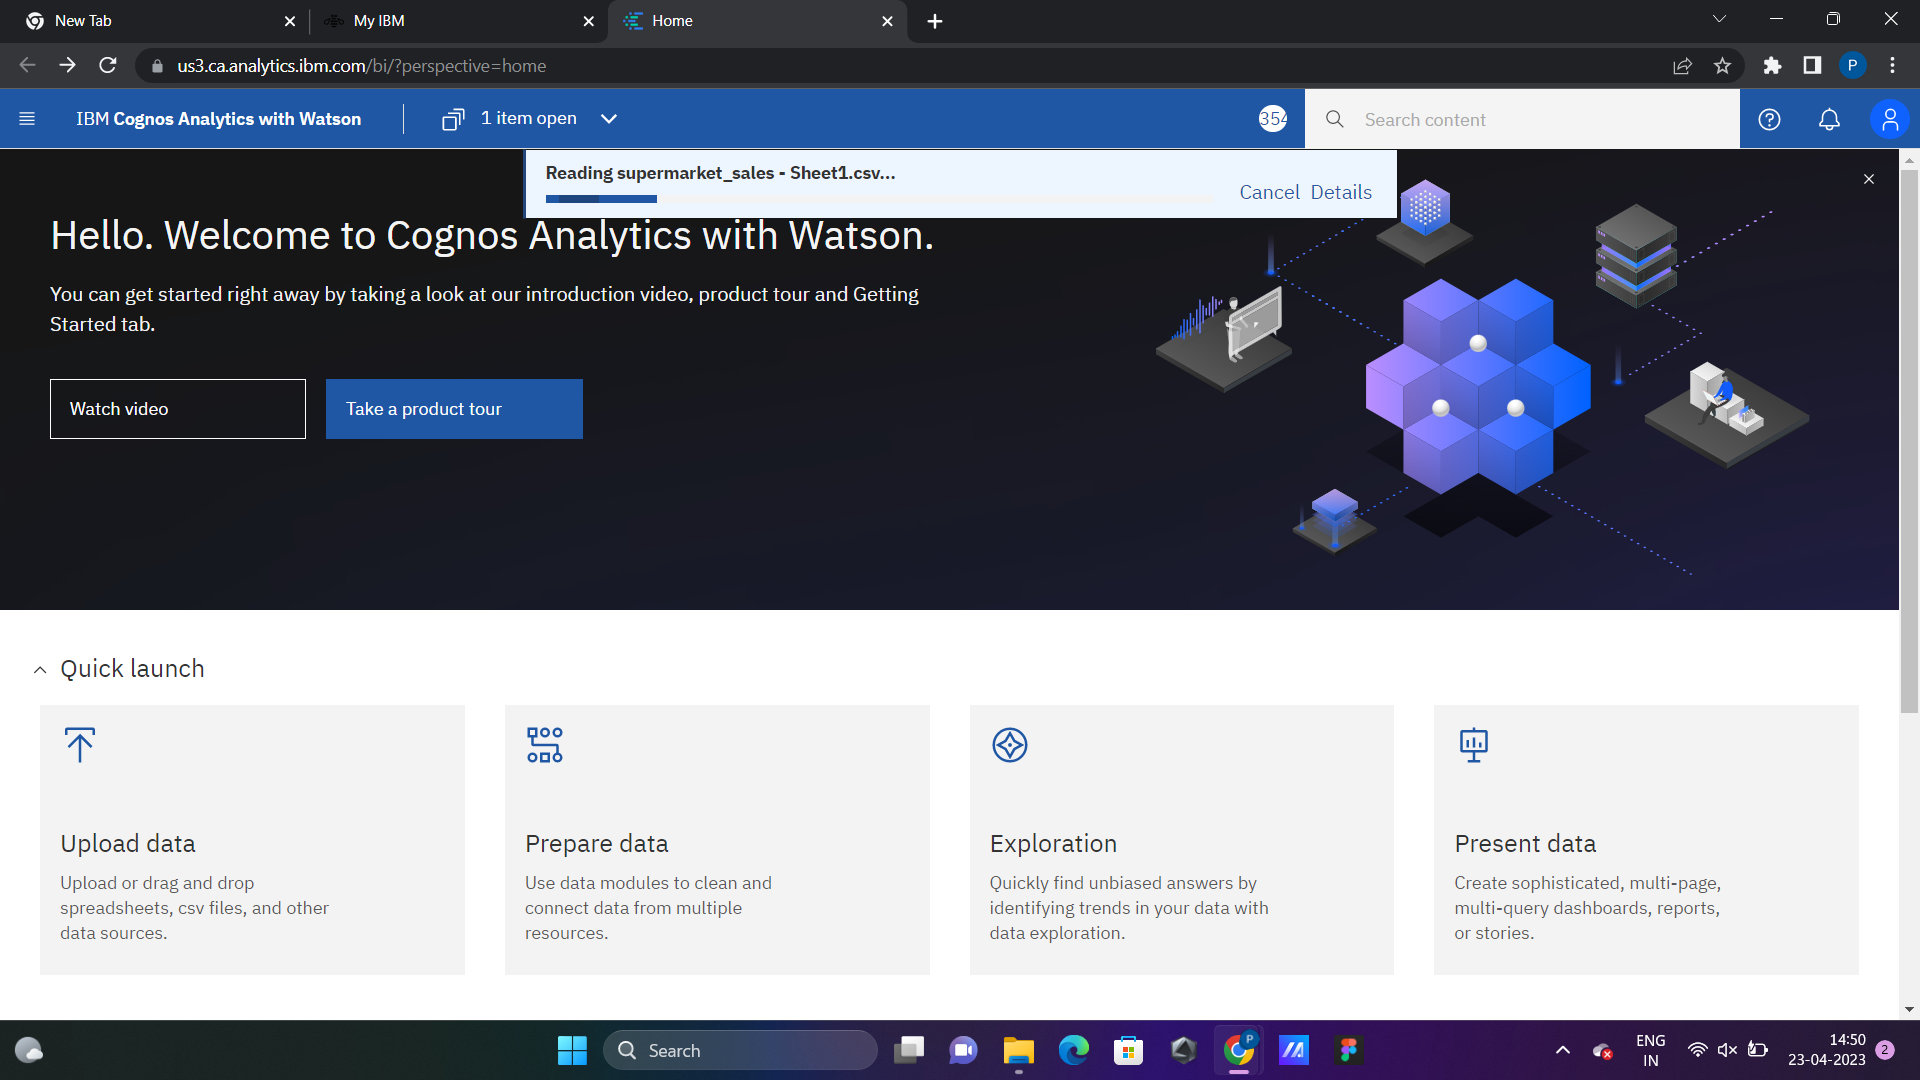 New Tab
My IBM
Home
us3.ca.analytics.ibm.com/bi/?perspective=home
P
IBM Cognos Analytics with Watson
1 item open
354
Search content
Reading supermarket_sales - Sheet1.csv...
Cancel Details
Hello. Welcome to Cognos Analytics with Watson.
You can get started right away by taking a look at our introduction video, product tour and Getting
Started tab.
Watch video
Take a product tour
Quick launch
Upload data
Upload or drag and drop
spreadsheets, csv files, and other
data sources.
Prepare data
Use data modules to clean and
connect data from multiple
resources.
Exploration
Quickly find unbiased answers by
identifying trends in your data with
data exploration.
Present data
Create sophisticated, multi-page,
multi-query dashboards, reports,
or stories.
Search
P
ENG
IN
14:50
23-04-2023
2